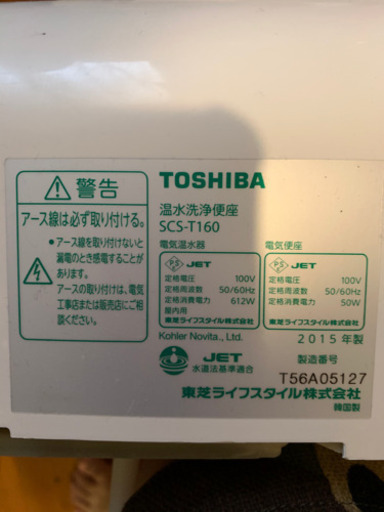 警告
アース線は必ず取り付ける。
●アース線を取り付けないと
漏電のとき感電することが
あります。
アースの取付けは、電気
工事店または販売店にご相
談ください。
TOSHIBA
温水洗浄便座
SCS-T160
電気温水器
PS JET
定格電圧 100V
定格周波数 50/60Hz
定格消費電力 612W
屋内用
東芝ライフスタイル株式会社
電気便座
PS JET
定格電圧 100V
定格周波数 50/60Hz
定格消費電力 50W
東芝ライフスタイル株式会社
Kohler Novita., Ltd.
2015年製
JET
水道法基準適合
製造番号
T56A05127
東芝ライフスタイル株式会社
韓国製